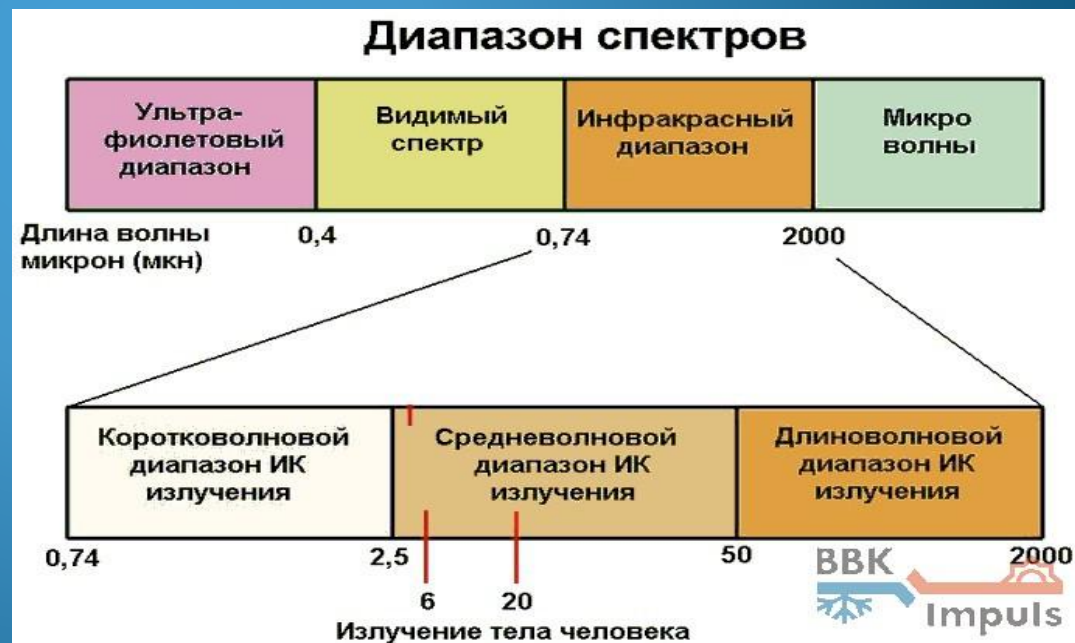 Диапазон спектров
Ультра-
фиолетовый
диапазон
Видимый
спектр
Инфракрасный
диапазон
Микро
волны
Длина волны
микрон (мкн)
0,4
0,74
2000
Коротковолновой
диапазон ИК
излучения
Средневолновой
диапазон ИК
излучения
Длиноволновой
диапазон ИК
излучения
0,74
2,5
50
2000
6
20
Излучение тела человека
BBK
Impuls